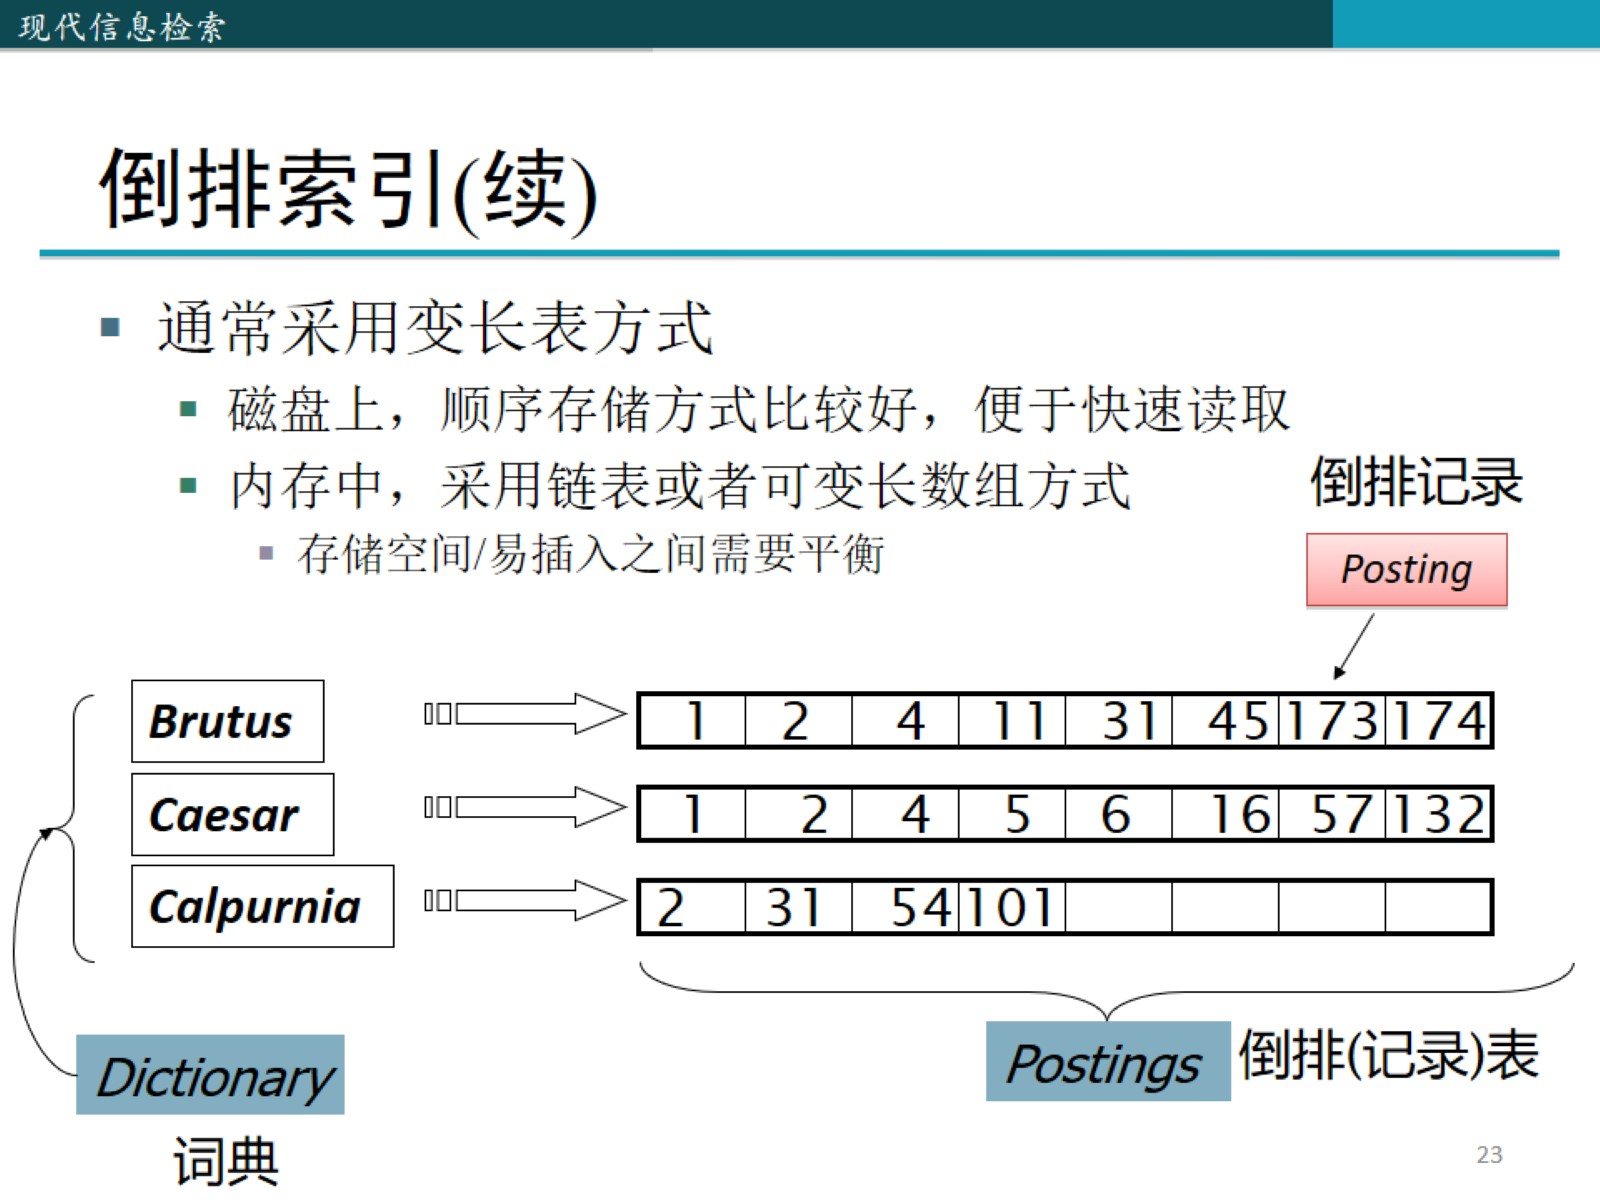 现代信息检索
倒排索引(续)
通常采用变长表方式
磁盘上，顺序存储方式比较好，便于快速读取
内存中，采用链表或者可变长数组方式
存储空间/易插入之间需要平衡
倒排记录
Posting
Brutus 1 2 4 11 31 45 173 174
Caesar 1 2 4 5 6 16 57 132
Calpurnia 2 31 54 101
Dictionary
词典
Postings 倒排(记录)表
23